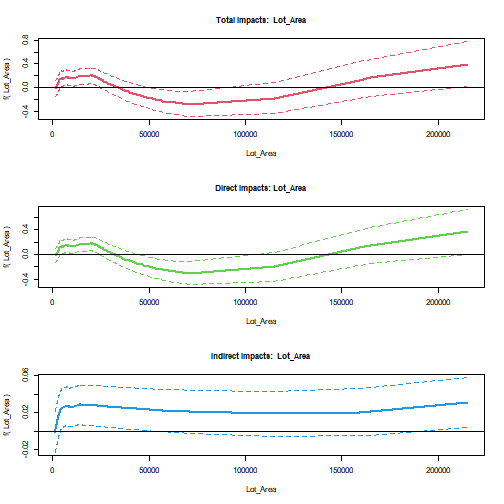 Total Impacts: Lot_Area
f( Lot_Area )
0.8
0.4
0.0
-0.4
0 50000 100000 150000 200000
Lot_Area
Direct Impacts: Lot_Area
f( Lot_Area )
0.4
0.0
-0.4
0 50000 100000 150000 200000
Lot_Area
Indirect Impacts: Lot_Area
f( Lot_Area )
0.06
0.02
-0.02
0 50000 100000 150000 200000
Lot_Area